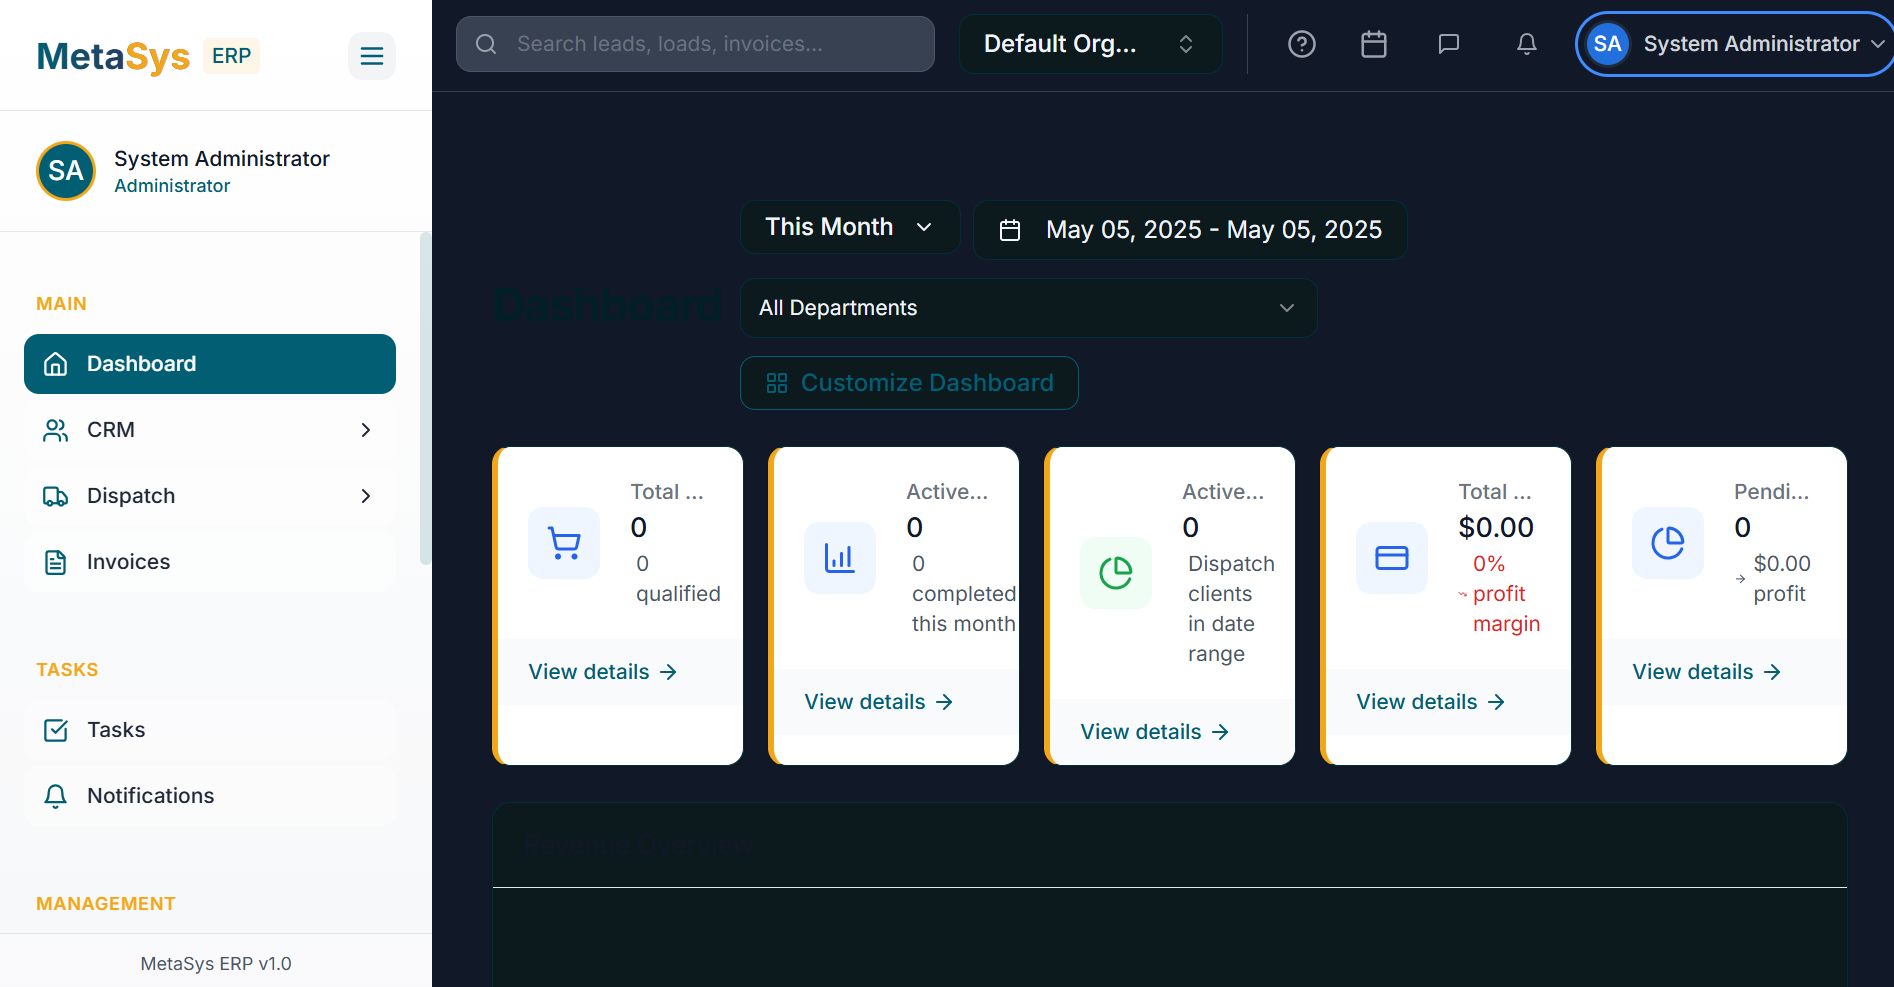 MetaSys ERP
Search leads, loads, invoices...
Default Org...
SA
System Administrator
SA
System Administrator
Administrator
MAIN
Dashboard
CRM
Dispatch
Invoices
TASKS
Tasks
Notifications
MANAGEMENT
MetaSys ERP v1.0
This Month
May 05, 2025 - May 05, 2025
Dashboard
All Departments
Customize Dashboard
Total ...
0
0
qualified
View details
Active...
0
0
completed
this month
View details
Active...
0
Dispatch
clients
in date
range
View details
Total ...
$0.00
0%
profit
margin
View details
Pendi...
0
$0.00
profit
View details
Revenue Overview